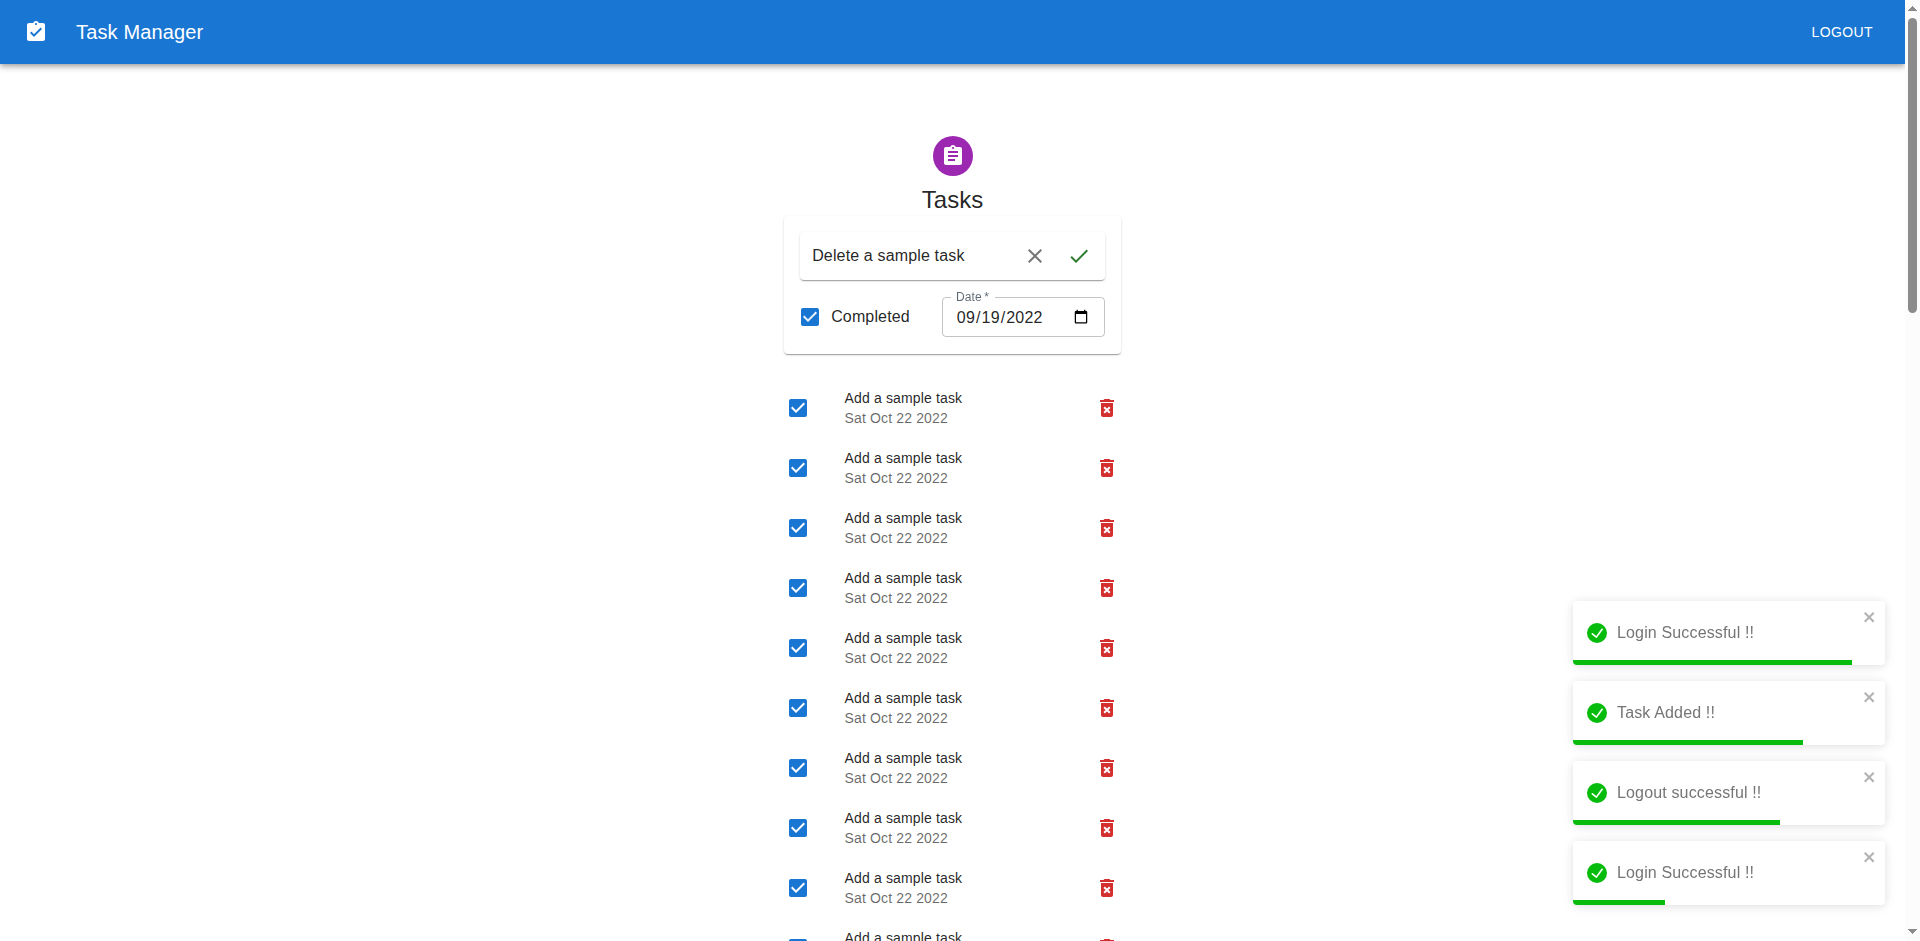 Task Manager
LOGOUT
Tasks
Delete a sample task
Completed
Date *
09/19/2022
Add a sample task
Sat Oct 22 2022
Add a sample task
Sat Oct 22 2022
Add a sample task
Sat Oct 22 2022
Add a sample task
Sat Oct 22 2022
Add a sample task
Sat Oct 22 2022
Add a sample task
Sat Oct 22 2022
Add a sample task
Sat Oct 22 2022
Add a sample task
Sat Oct 22 2022
Add a sample task
Sat Oct 22 2022
Add a sample task
Login Successful !!
Task Added !!
Logout successful !!
Login Successful !!